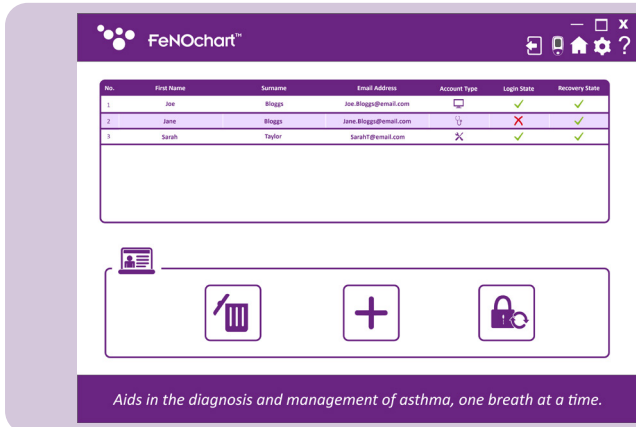 FeNOchart™
No. First Name Surname Email Address Account Type Login State Recovery State
1 Joe Bloggs Joe.Bloggs@email.com
2 Jane Bloggs Jane.Bloggs@email.com
3 Sarah Taylor SarahT@email.com
Aids in the diagnosis and management of asthma, one breath at a time.